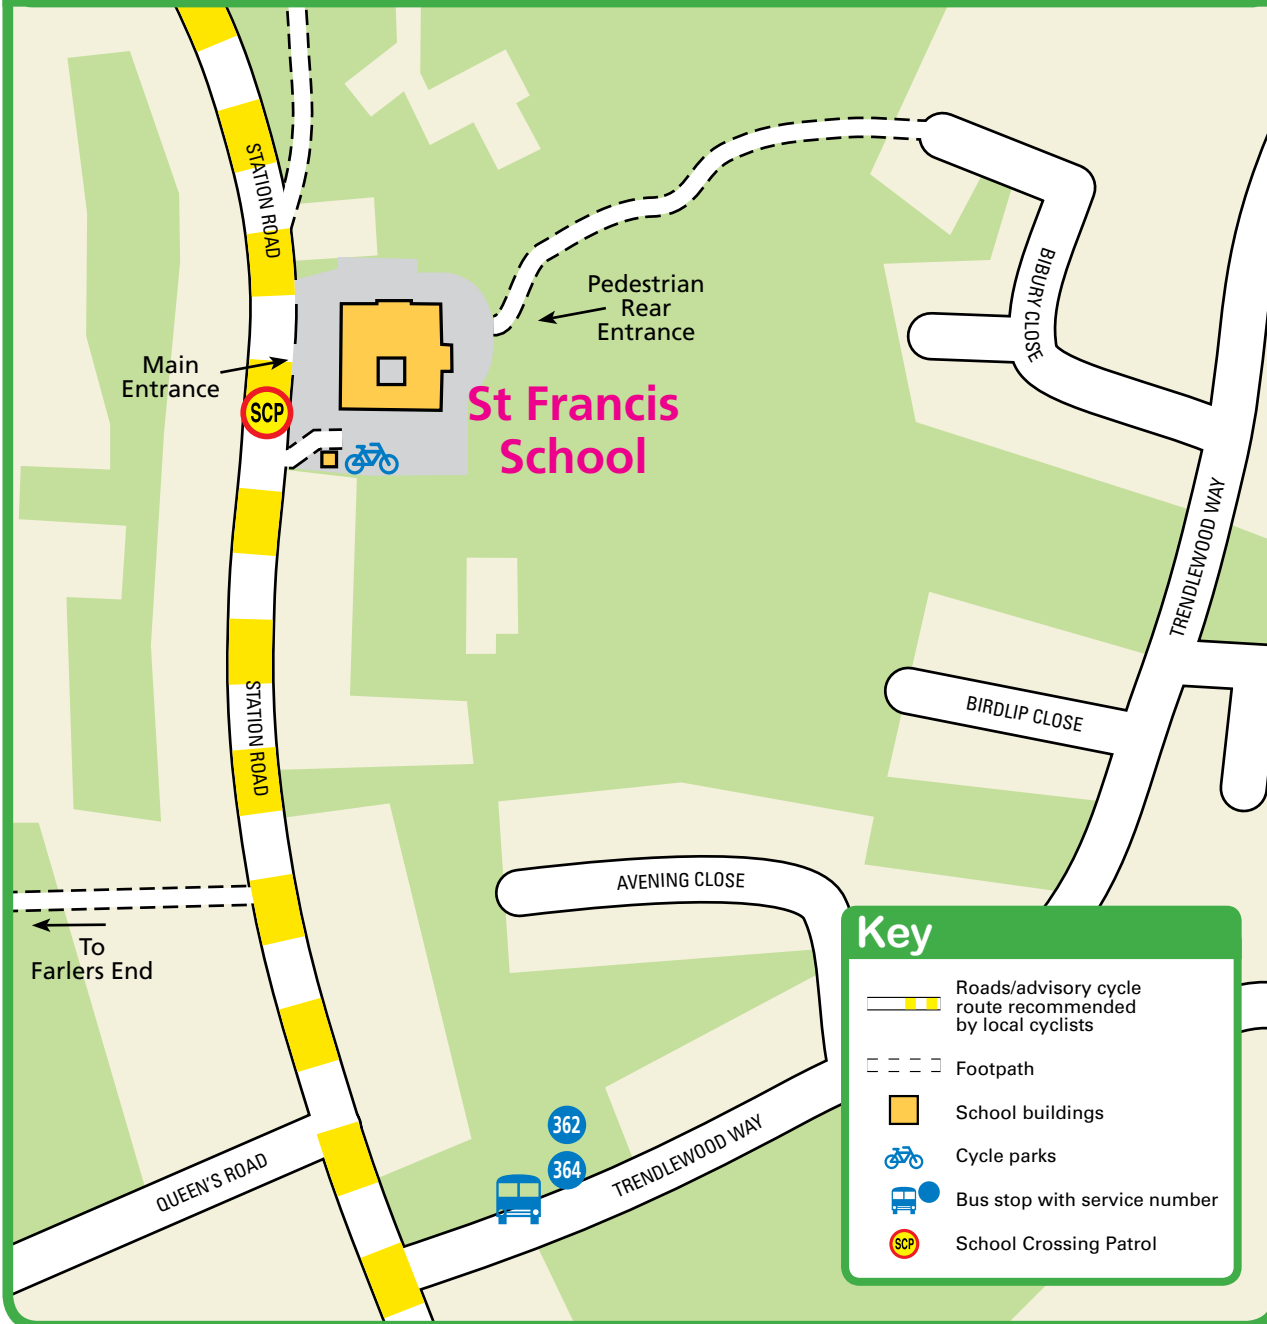 STATION ROAD
BIBURY CLOSE
Pedestrian
Rear
Entrance
Main
Entrance
St Francis
School
SCP
TRENDLEWOOD WAY
STATION ROAD
BIRDLIP CLOSE
AVENING CLOSE
To
Farlers End
362
364
TRENDLEWOOD WAY
QUEEN'S ROAD
Key
Roads/advisory cycle
route recommended
by local cyclists
Footpath
School buildings
Cycle parks
Bus stop with service number
SCP
School Crossing Patrol